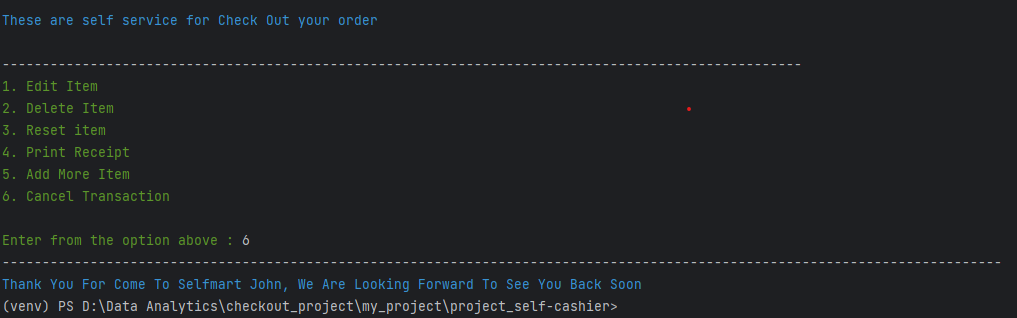 These are self service for Check Out your order
----------------------------------------------------------------------------------------------------
1. Edit Item
2. Delete Item
3. Reset item
4. Print Receipt
5. Add More Item
6. Cancel Transaction
Enter from the option above : 6
-----------------------------------------------------------------------------------------------------------------------------
Thank You For Come To Selfmart John, We Are Looking Forward To See You Back Soon
(venv) PS D:\Data Analytics\checkout_project\my_project\project_self-cashier>